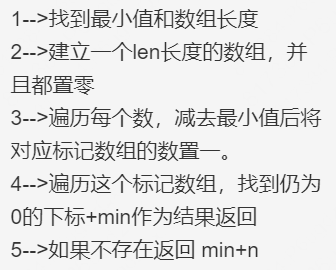 1-->找到最小值和数组长度
2-->建立一个len长度的数组，并
且都置零
3-->遍历每个数，减去最小值后将
对应标记数组的数置一。
4-->遍历这个标记数组，找到仍为
0的下标+min作为结果返回
5-->如果不存在返回 min+n